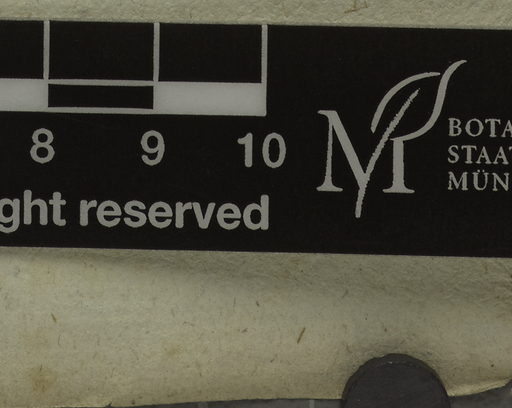 8 9 10
ght reserved
M
BOTA
STAAT
MÜN